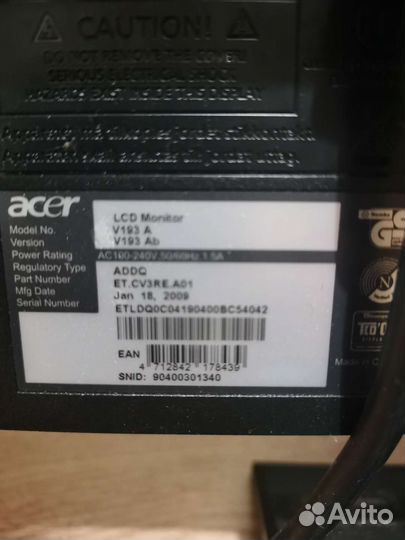 CAUTION!
DO NOT REMOVE THE COVER!
SERIOUS ELECTRICAL SHOCK
HAZARDS EXIST INSIDE THIS DISPLAY
acer
LCD Monitor
Model No. V193 A
Version V193 Ab
Power Rating AC100-240V,50/60Hz 1.5A
Regulatory Type ADDQ
Part Number ET.CV3RE.A01
Mfg Date Jan 18, 2009
Serial Number ETLDQ0C04190400BC54042
EAN
4 712842 178439
SNID: 90400301340
Made in
Avito